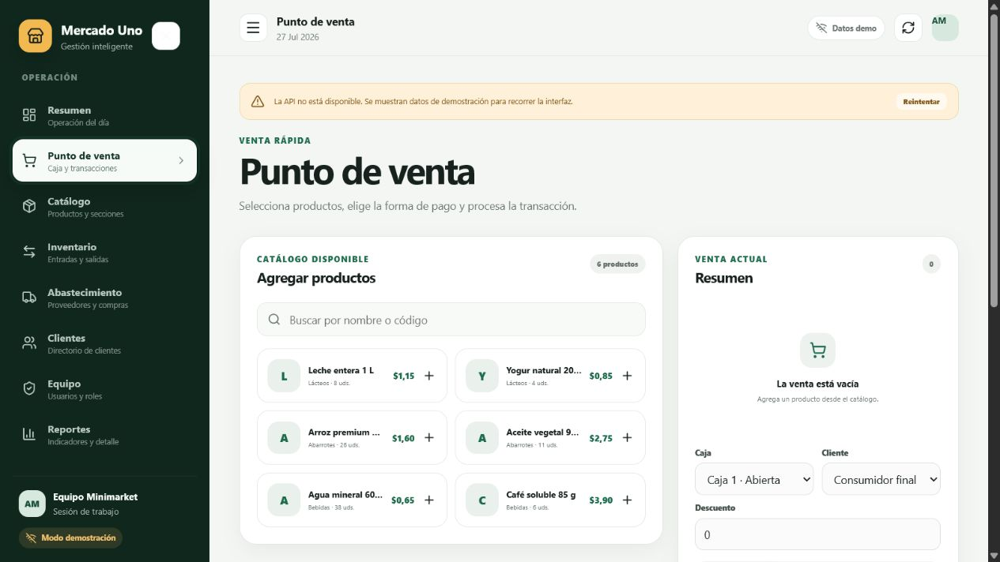 Mercado Uno
Gestión inteligente
OPERACIÓN
Resumen
Operación del día
Punto de venta
Caja y transacciones
Catálogo
Productos y secciones
Inventario
Entradas y salidas
Abastecimiento
Proveedores y compras
Clientes
Directorio de clientes
Equipo
Usuarios y roles
Reportes
Indicadores y detalle
AM
Equipo Minimarket
Sesión de trabajo
Modo demostración
Punto de venta
27 Jul 2026
Datos demo
AM
La API no está disponible. Se muestran datos de demostración para recorrer la interfaz.
Reintentar
VENTA RÁPIDA
Punto de venta
Selecciona productos, elige la forma de pago y procesa la transacción.
CATÁLOGO DISPONIBLE
Agregar productos
6 productos
Buscar por nombre o código
L
Leche entera 1 L
Lácteos · 8 uds.
$1,15
Y
Yogur natural 20...
Lácteos · 4 uds.
$0,85
A
Arroz premium ...
Abarrotes · 26 uds.
$1,60
A
Aceite vegetal 9...
Abarrotes · 11 uds.
$2,75
A
Agua mineral 60...
Bebidas · 38 uds.
$0,65
C
Café soluble 85 g
Bebidas · 6 uds.
$3,90
VENTA ACTUAL
Resumen
0
La venta está vacía
Agrega un producto desde el catálogo.
Caja
Caja 1 · Abierta
Cliente
Consumidor final
Descuento
0